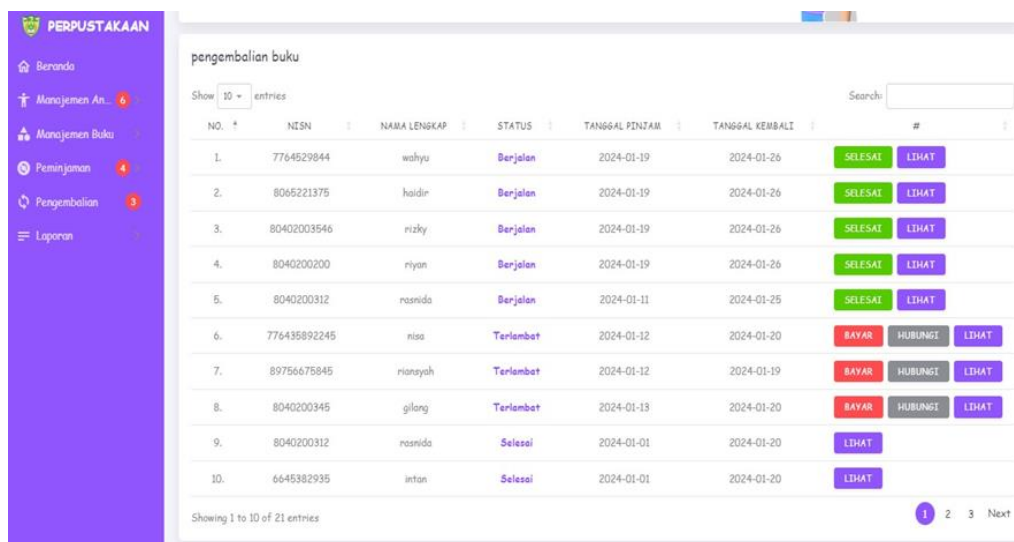 PERPUSTAKAAN
Beranda
Manajemen An... 6
Manajemen Buku
Peminjaman 4
Pengembalian 3
Laporan
pengembalian buku
Show 10 entries
Search:
NO. NISN NAMA LENGKAP STATUS TANGGAL PINJAM TANGGAL KEMBALI #
1. 7764529844 wahyu Berjalan 2024-01-19 2024-01-26 SELESAI LIHAT
2. 8065221375 haidir Berjalan 2024-01-19 2024-01-26 SELESAI LIHAT
3. 80402003546 rizky Berjalan 2024-01-19 2024-01-26 SELESAI LIHAT
4. 8040200200 riyan Berjalan 2024-01-19 2024-01-26 SELESAI LIHAT
5. 8040200312 rasnida Berjalan 2024-01-11 2024-01-25 SELESAI LIHAT
6. 776435892245 nisa Terlambat 2024-01-12 2024-01-20 BAYAR HUBUNGI LIHAT
7. 89756675845 riansyah Terlambat 2024-01-12 2024-01-19 BAYAR HUBUNGI LIHAT
8. 8040200345 gilang Terlambat 2024-01-13 2024-01-20 BAYAR HUBUNGI LIHAT
9. 8040200312 rasnida Selesai 2024-01-01 2024-01-20 LIHAT
10. 6645382935 intan Selesai 2024-01-01 2024-01-20 LIHAT
Showing 1 to 10 of 21 entries
1 2 3 Next